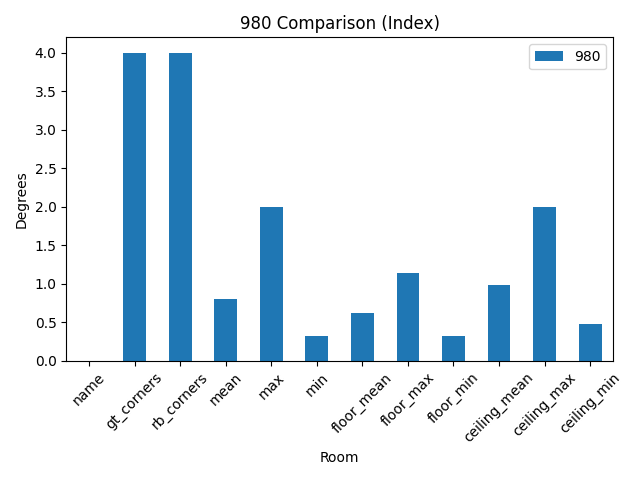 980 Comparison (Index)
980
Degrees
4.0
3.5
3.0
2.5
2.0
1.5
1.0
0.5
0.0
name
gt_corners
rb_corners
mean
max
min
floor_mean
floor_max
floor_min
ceiling_mean
ceiling_max
ceiling_min
Room